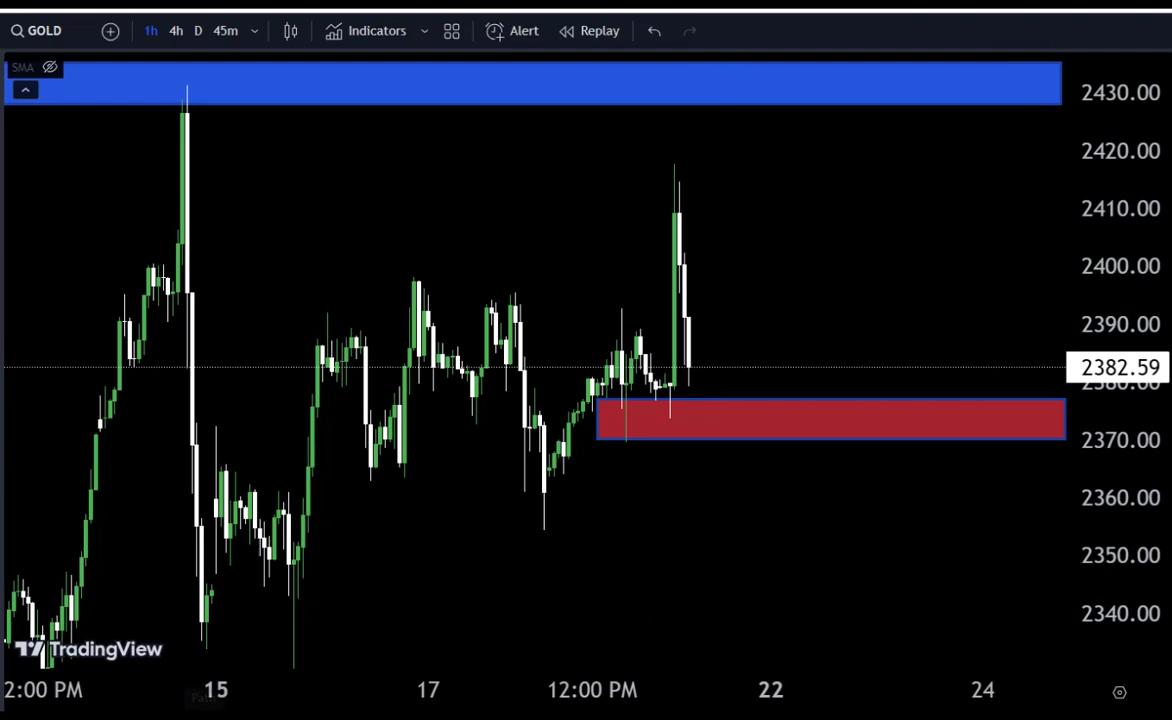 GOLD 1h 4h D 45m Indicators Alert Replay
SMA
2430.00
2420.00
2410.00
2400.00
2390.00
2382.59
2380.00
2370.00
2360.00
2350.00
2340.00
TradingView
2:00 PM 15 17 12:00 PM 22 24